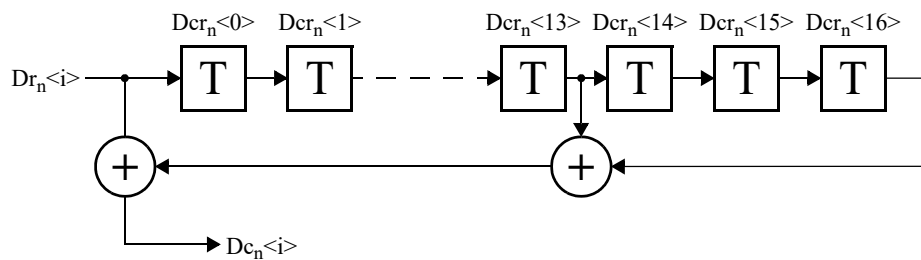 Dcrₙ<0> Dcrₙ<1> Dcrₙ<13> Dcrₙ<14> Dcrₙ<15> Dcrₙ<16>
Drₙ<i> T T T T T T
+ +
Dcₙ<i>